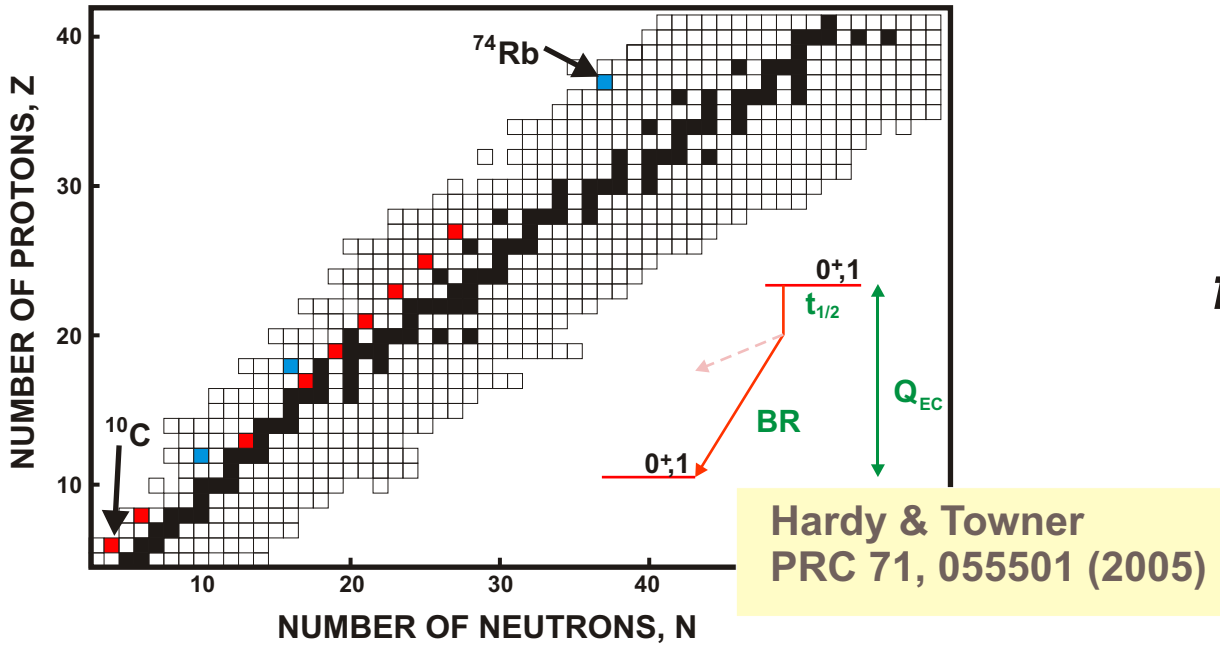 NUMBER OF PROTONS, Z
40
30
20
10
⁷⁴Rb
¹⁰C
0⁺,1
t1/2
BR
QEC
0⁺,1
10
20
30
40
NUMBER OF NEUTRONS, N
Hardy & Towner
PRC 71, 055501 (2005)